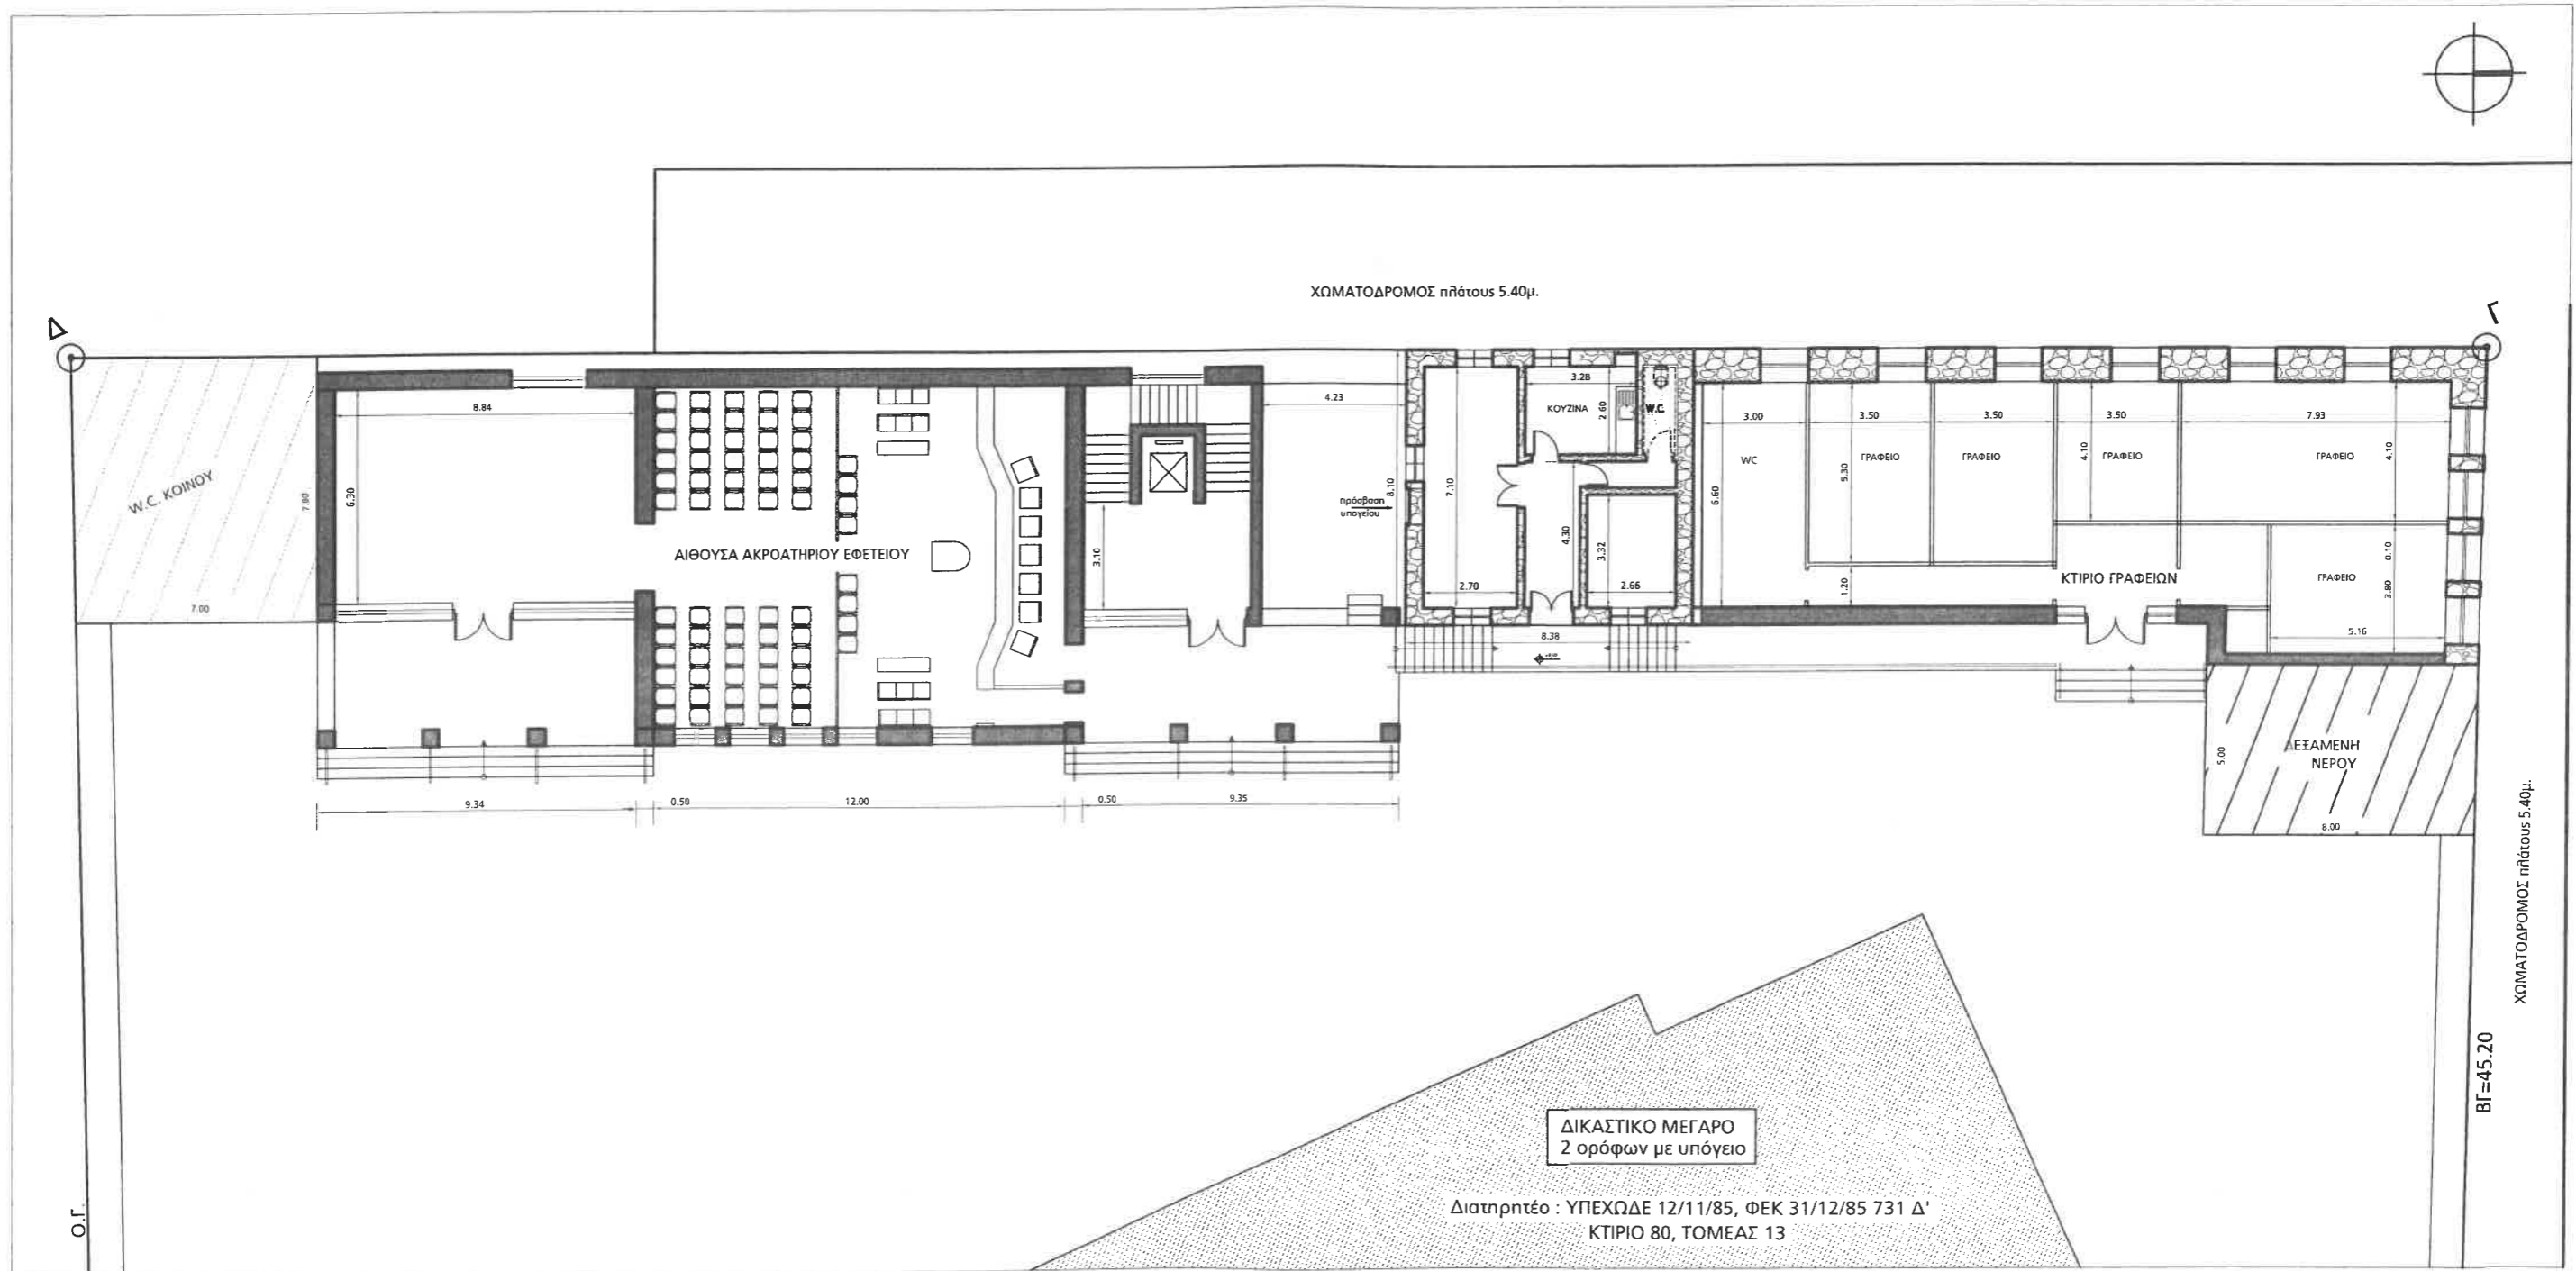 ΧΩΜΑΤΟΔΡΟΜΟΣ πλάτους 5.40μ.
Δ
Γ
8.84
6.30
W.C. ΚΟΙΝΟΥ
7.80
7.00
ΑΙΘΟΥΣΑ ΑΚΡΟΑΤΗΡΙΟΥ ΕΦΕΤΕΙΟΥ
3.10
4.23
πρόσβαση
υπογείου
8.10
7.10
2.70
3.28
ΚΟΥΖΙΝΑ
2.60
W.C.
4.30
3.32
2.66
8.38
3.00
WC
6.60
3.50
ΓΡΑΦΕΙΟ
5.30
1.20
3.50
ΓΡΑΦΕΙΟ
3.50
4.10
ΓΡΑΦΕΙΟ
7.93
ΓΡΑΦΕΙΟ
4.10
ΚΤΙΡΙΟ ΓΡΑΦΕΙΩΝ
0.10
ΓΡΑΦΕΙΟ
3.80
5.16
5.00
ΔΕΞΑΜΕΝΗ
ΝΕΡΟΥ
8.00
9.34
0.50
12.00
0.50
9.35
ΧΩΜΑΤΟΔΡΟΜΟΣ πλάτους 5.40μ.
ΒΓ=45.20
Ο.Γ.
ΔΙΚΑΣΤΙΚΟ ΜΕΓΑΡΟ
2 ορόφων με υπόγειο
Διατηρητέο : ΥΠΕΧΩΔΕ 12/11/85, ΦΕΚ 31/12/85 731 Δ'
ΚΤΙΡΙΟ 80, ΤΟΜΕΑΣ 13